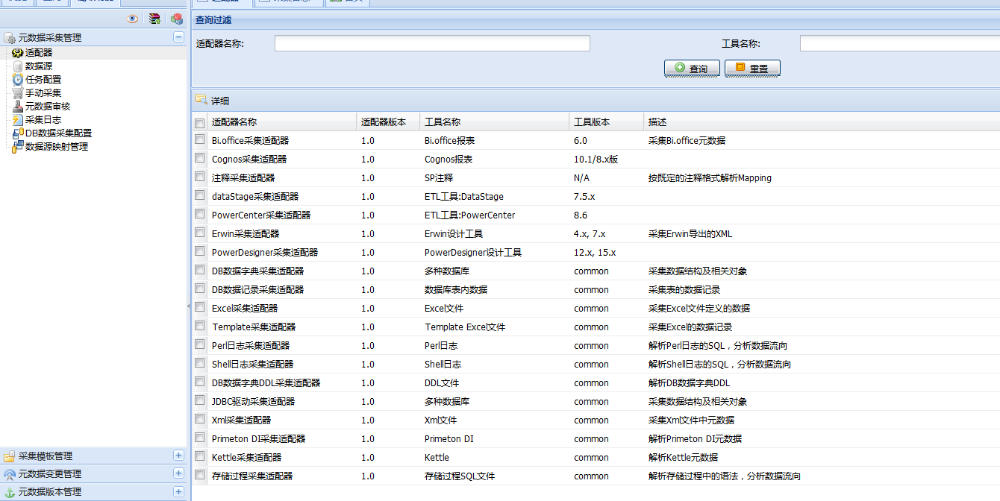 查询过滤
元数据采集管理
适配器
数据源
任务配置
手动采集
元数据审核
采集日志
DB数据采集配置
数据源映射管理
采集模板管理
元数据变更管理
元数据版本管理
适配器名称: 工具名称:
查询 重置
详细
适配器名称 适配器版本 工具名称 工具版本 描述
Bi.office采集适配器 1.0 Bi.office报表 6.0 采集Bi.office元数据
Cognos采集适配器 1.0 Cognos报表 10.1/8.x版
注释采集适配器 1.0 SP注释 N/A 按既定的注释格式解析Mapping
dataStage采集适配器 1.0 ETL工具:DataStage 7.5.x
PowerCenter采集适配器 1.0 ETL工具:PowerCenter 8.6
Erwin采集适配器 1.0 Erwin设计工具 4.x, 7.x 采集Erwin导出的XML
PowerDesigner采集适配器 1.0 PowerDesigner设计工具 12.x, 15.x
DB数据字典采集适配器 1.0 多种数据库 common 采集数据结构及相关对象
DB数据记录采集适配器 1.0 数据库表内数据 common 采集表的数据记录
Excel采集适配器 1.0 Excel文件 common 采集Excel文件定义的数据
Template采集适配器 1.0 Template Excel文件 common 采集Excel的数据记录
Perl日志采集适配器 1.0 Perl日志 common 解析Perl日志的SQL，分析数据流向
Shell日志采集适配器 1.0 Shell日志 common 解析Shell日志的SQL，分析数据流向
DB数据字典DDL采集适配器 1.0 DDL文件 common 解析DB数据字典DDL
JDBC驱动采集适配器 1.0 多种数据库 common 采集数据结构及相关对象
Xml采集适配器 1.0 Xml文件 common 采集Xml文件中元数据
Primeton DI采集适配器 1.0 Primeton DI common 解析Primeton DI元数据
Kettle采集适配器 1.0 Kettle common 解析Kettle元数据
存储过程采集适配器 1.0 存储过程SQL文件 common 解析存储过程中的语法，分析数据流向